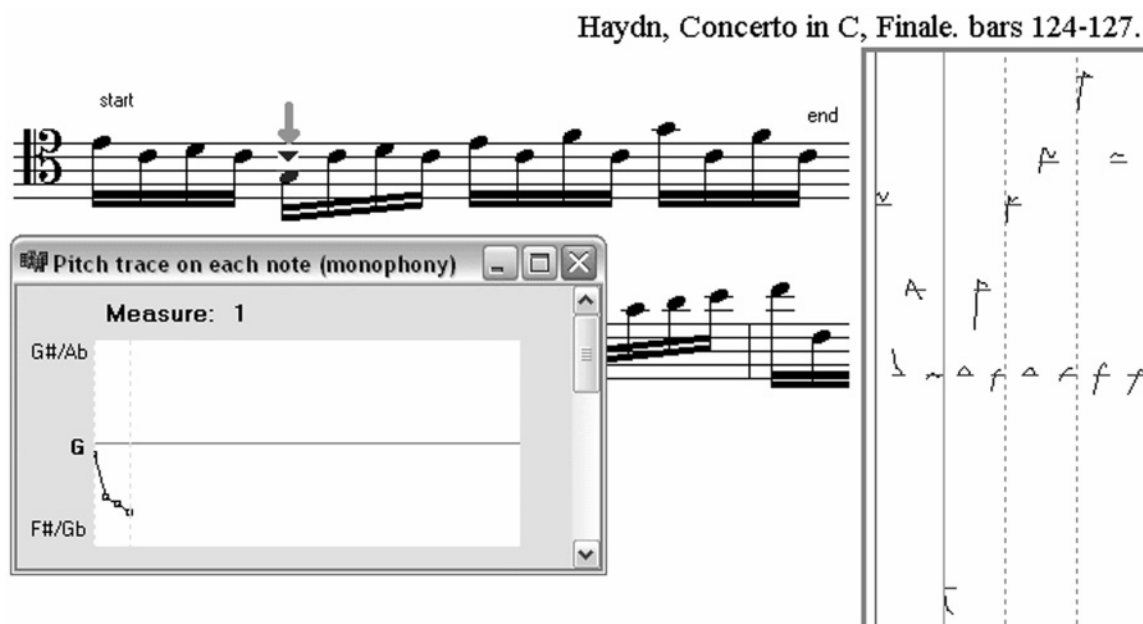 Haydn, Concerto in C, Finale. bars 124-127.
start
end
Pitch trace on each note (monophony)
Measure: 1
G#/Ab
G
F#/Gb